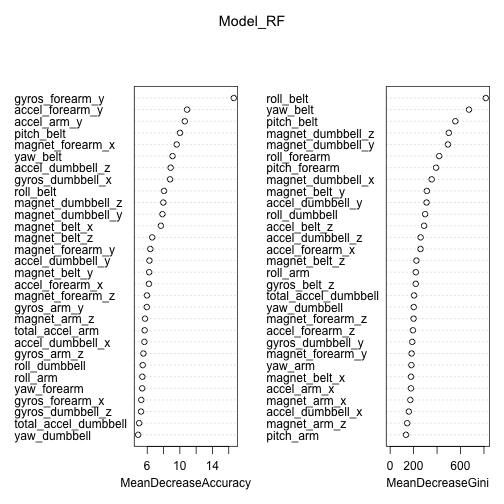 Model_RF
gyros_forearm_y
accel_forearm_y
accel_arm_y
pitch_belt
magnet_forearm_x
yaw_belt
accel_dumbbell_z
gyros_dumbbell_x
roll_belt
magnet_dumbbell_z
magnet_dumbbell_y
magnet_belt_x
magnet_belt_z
magnet_forearm_y
accel_dumbbell_y
magnet_belt_y
accel_forearm_x
magnet_forearm_z
gyros_arm_y
magnet_arm_z
total_accel_arm
accel_dumbbell_x
gyros_arm_z
roll_dumbbell
roll_arm
yaw_forearm
gyros_forearm_x
gyros_dumbbell_z
total_accel_dumbbell
yaw_dumbbell
6 10 14
MeanDecreaseAccuracy
roll_belt
yaw_belt
pitch_belt
magnet_dumbbell_z
magnet_dumbbell_y
roll_forearm
pitch_forearm
magnet_dumbbell_x
magnet_belt_y
accel_dumbbell_y
roll_dumbbell
accel_belt_z
accel_dumbbell_z
accel_forearm_x
magnet_belt_z
roll_arm
gyros_belt_z
total_accel_dumbbell
yaw_dumbbell
magnet_forearm_z
accel_forearm_z
gyros_dumbbell_y
magnet_forearm_y
yaw_arm
magnet_belt_x
accel_arm_x
magnet_arm_x
accel_dumbbell_x
magnet_arm_z
pitch_arm
0 200 600
MeanDecreaseGini